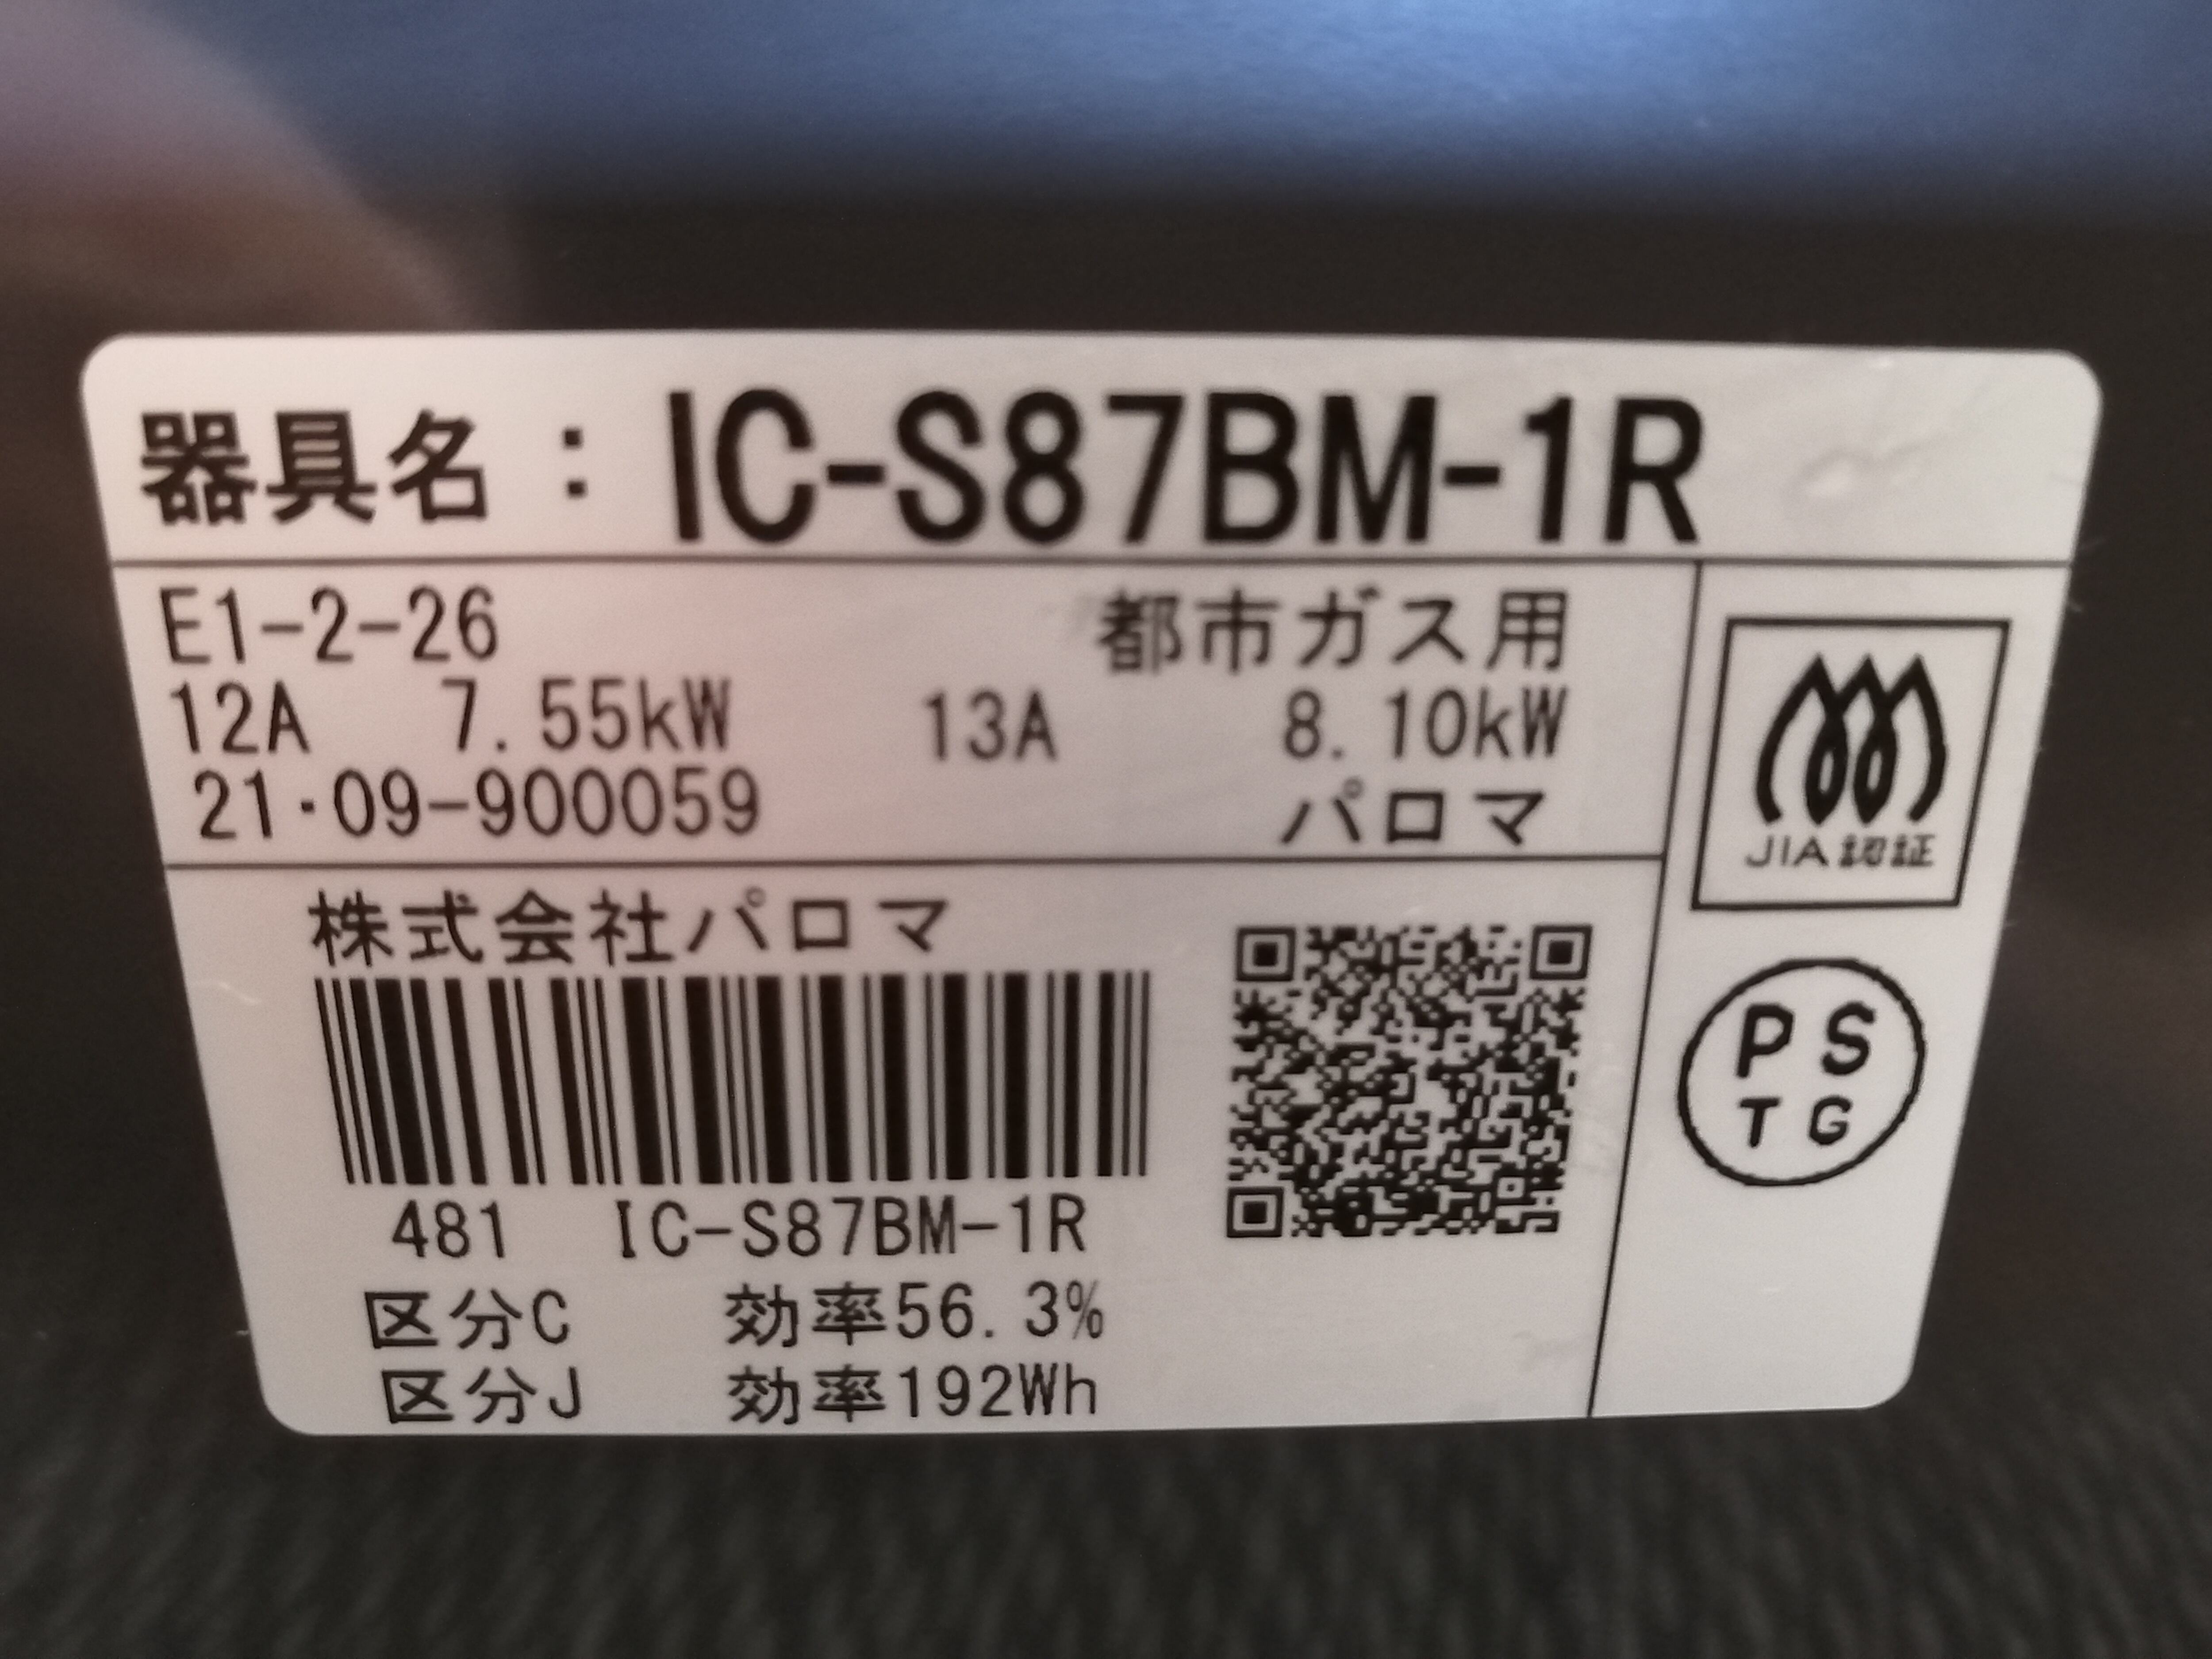 器具名：IC-S87BM-1R
E1-2-26 都市ガス用
12A 7.55kW 13A 8.10kW
21・09-900059 パロマ
JIA認証
株式会社パロマ
PS
TG
481 IC-S87BM-1R
区分C 効率56.3%
区分J 効率192Wh